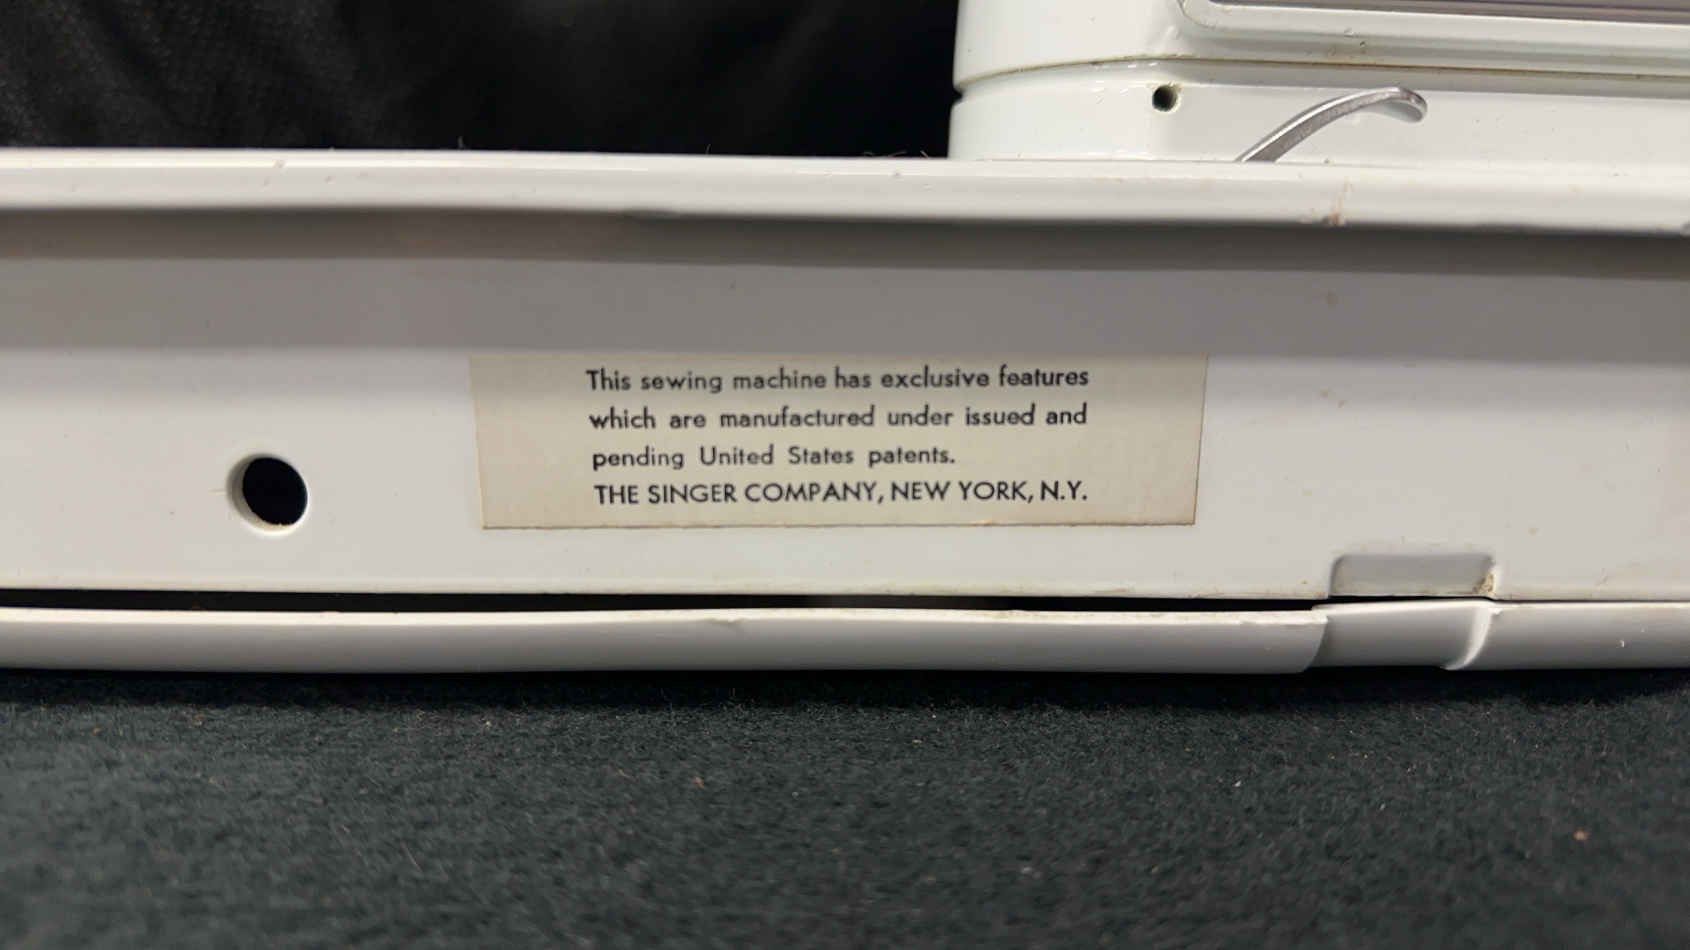 This sewing machine has exclusive features
which are manufactured under issued and
pending United States patents.
THE SINGER COMPANY, NEW YORK, N.Y.